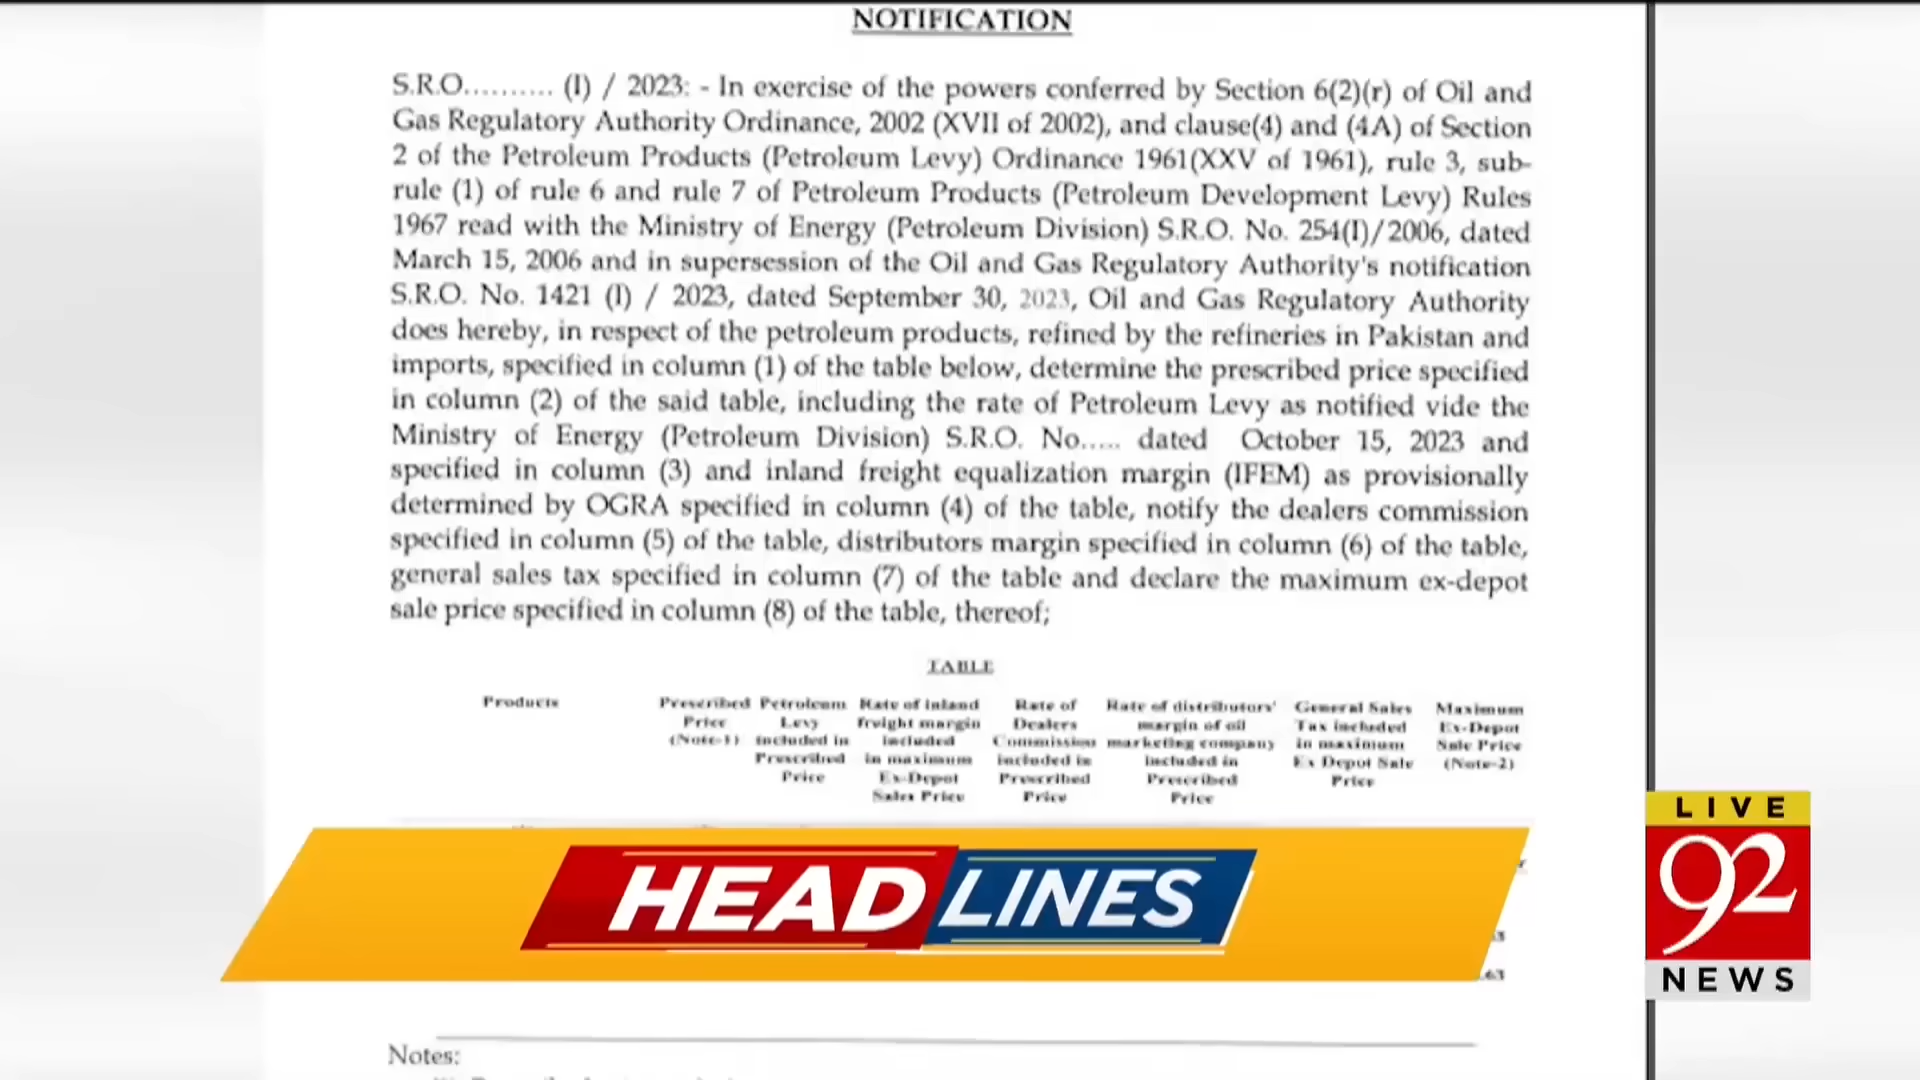 NOTIFICATION
S.R.O.......... (I) / 2023: - In exercise of the powers conferred by Section 6(2)(r) of Oil and
Gas Regulatory Authority Ordinance, 2002 (XVII of 2002), and clause(4) and (4A) of Section
2 of the Petroleum Products (Petroleum Levy) Ordinance 1961(XXV of 1961), rule 3, sub-
rule (1) of rule 6 and rule 7 of Petroleum Products (Petroleum Development Levy) Rules
1967 read with the Ministry of Energy (Petroleum Division) S.R.O. No. 254(I)/2006, dated
March 15, 2006 and in supersession of the Oil and Gas Regulatory Authority's notification
S.R.O. No. 1421 (I) / 2023, dated September 30, 2023, Oil and Gas Regulatory Authority
does hereby, in respect of the petroleum products, refined by the refineries in Pakistan and
imports, specified in column (1) of the table below, determine the prescribed price specified
in column (2) of the said table, including the rate of Petroleum Levy as notified vide the
Ministry of Energy (Petroleum Division) S.R.O. No..... dated October 15, 2023 and
specified in column (3) and inland freight equalization margin (IFEM) as provisionally
determined by OGRA specified in column (4) of the table, notify the dealers commission
specified in column (5) of the table, distributors margin specified in column (6) of the table,
general sales tax specified in column (7) of the table and declare the maximum ex-depot
sale price specified in column (8) of the table, thereof;
TABLE
Products
Prescribed
Price
(Note-1)
Petroleum
Levy
included in
Prescribed
Price
Rate of inland
freight margin
included
in maximum
Ex-Depot
Sales Price
Rate of
Dealers
Commission
included in
Prescribed
Price
Rate of distributors'
margin of oil
marketing company
included in
Prescribed
Price
General Sales
Tax included
in maximum
Ex Depot Sale
Price
Maximum
Ex-Depot
Sale Price
(Note-2)
HEADLINES
.63
Notes:
LIVE
92
NEWS